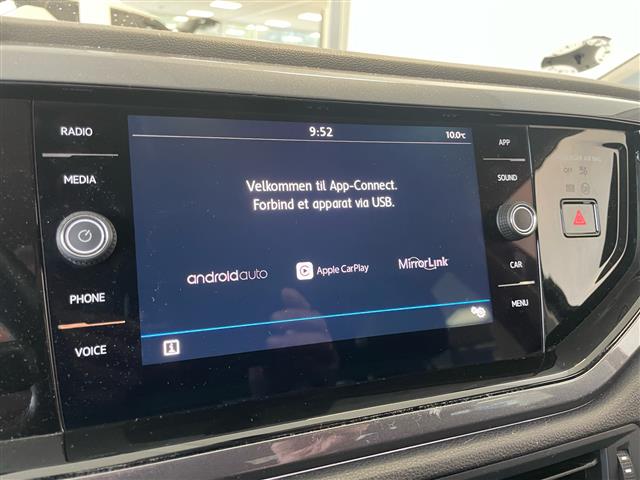 RADIO
MEDIA
PHONE
VOICE
9:52
10.0°C
Velkommen til App-Connect.
Forbind et apparat via USB.
androidauto
Apple CarPlay
MirrorLink
APP
SOUND
CAR
MENU
OFF